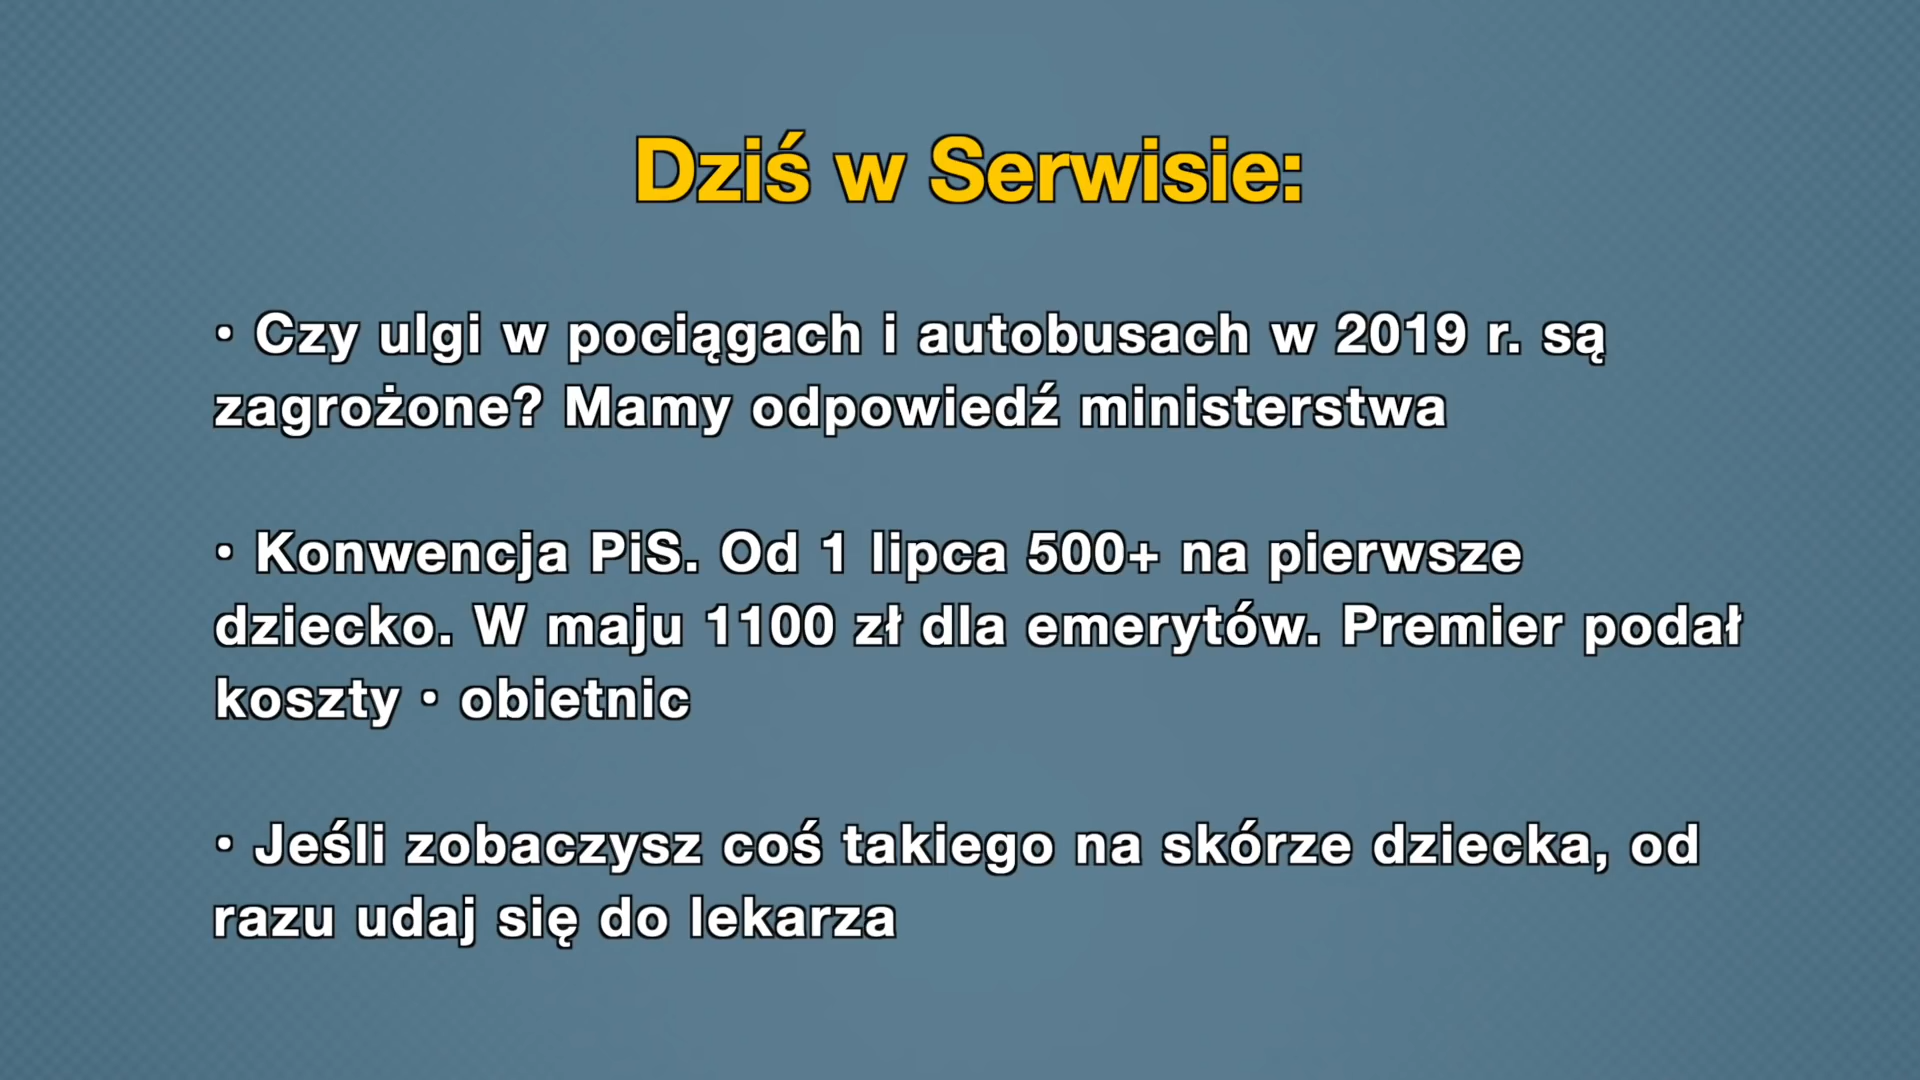 Dziś w Serwisie:
• Czy ulgi w pociągach i autobusach w 2019 r. są
zagrożone? Mamy odpowiedź ministerstwa
• Konwencja PiS. Od 1 lipca 500+ na pierwsze
dziecko. W maju 1100 zł dla emerytów. Premier podał
koszty • obietnic
• Jeśli zobaczysz coś takiego na skórze dziecka, od
razu udaj się do lekarza